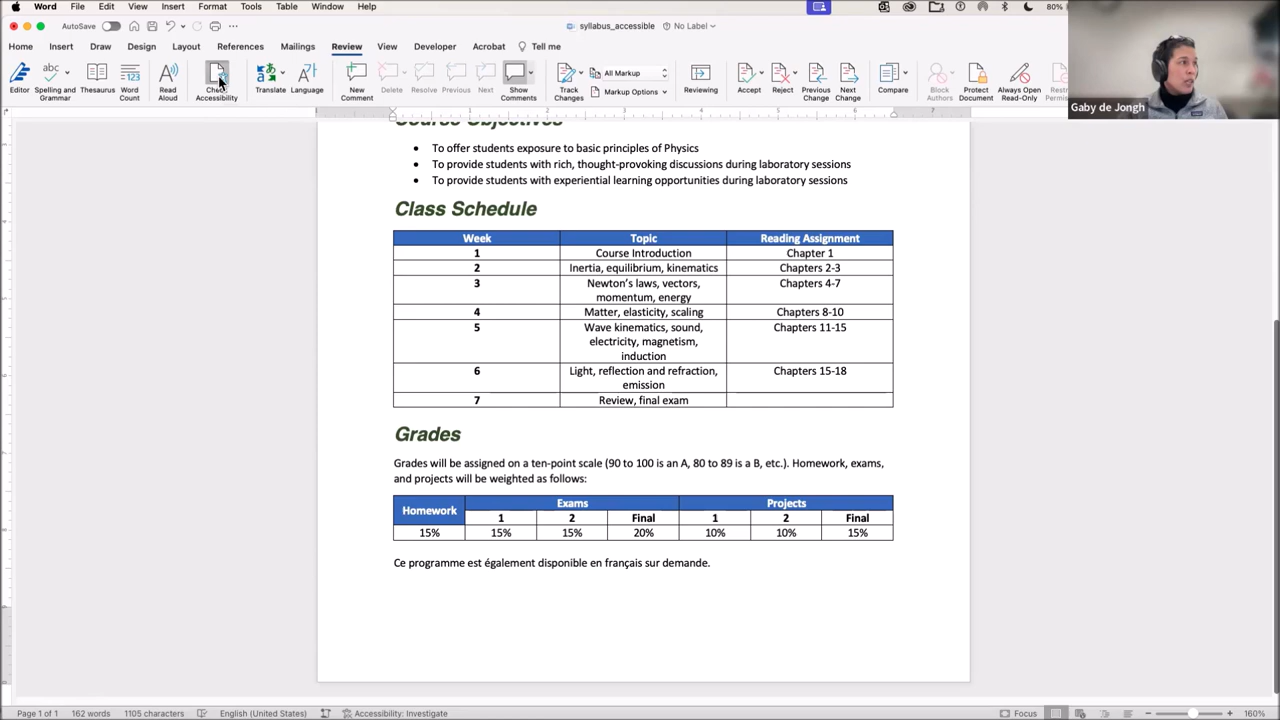 Word File Edit View Insert Format Tools Table Window Help 80%
AutoSave syllabus_accessible No Label
Home Insert Draw Design Layout References Mailings Review View Developer Acrobat Tell me
Editor Spelling and Grammar Thesaurus Word Count Read Aloud Check Accessibility Translate Language New Comment Delete Resolve Previous Next Show Comments Track Changes All Markup Markup Options Reviewing Accept Reject Previous Change Next Change Compare Block Authors Protect Document Always Open Read-Only
Gaby de Jongh
Course Objectives
• To offer students exposure to basic principles of Physics
• To provide students with rich, thought-provoking discussions during laboratory sessions
• To provide students with experiential learning opportunities during laboratory sessions
Class Schedule
Week Topic Reading Assignment
1 Course Introduction Chapter 1
2 Inertia, equilibrium, kinematics Chapters 2-3
3 Newton's laws, vectors, Chapters 4-7
momentum, energy
4 Matter, elasticity, scaling Chapters 8-10
5 Wave kinematics, sound, Chapters 11-15
electricity, magnetism,
induction
6 Light, reflection and refraction, Chapters 15-18
emission
7 Review, final exam
Grades
Grades will be assigned on a ten-point scale (90 to 100 is an A, 80 to 89 is a B, etc.). Homework, exams,
and projects will be weighted as follows:
Homework Exams Projects
1 2 Final 1 2 Final
15% 15% 15% 20% 10% 10% 15%
Ce programme est également disponible en français sur demande.
Page 1 of 1 162 words 1105 characters English (United States) Accessibility: Investigate Focus 160%